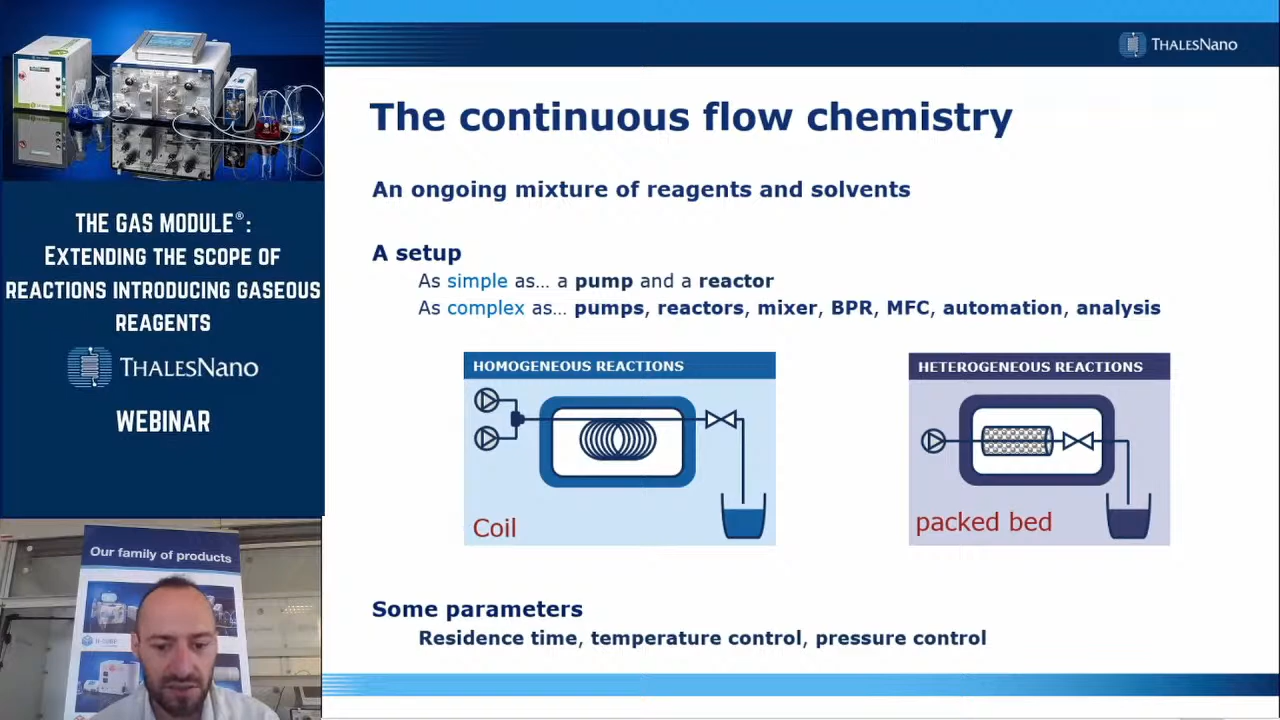 THE GAS MODULE®:
EXTENDING THE SCOPE OF
REACTIONS INTRODUCING GASEOUS
REAGENTS
THALESNANO
WEBINAR
Our family of products
THALESNANO
The continuous flow chemistry
An ongoing mixture of reagents and solvents
A setup
As simple as... a pump and a reactor
As complex as... pumps, reactors, mixer, BPR, MFC, automation, analysis
HOMOGENEOUS REACTIONS
Coil
HETEROGENEOUS REACTIONS
packed bed
Some parameters
Residence time, temperature control, pressure control